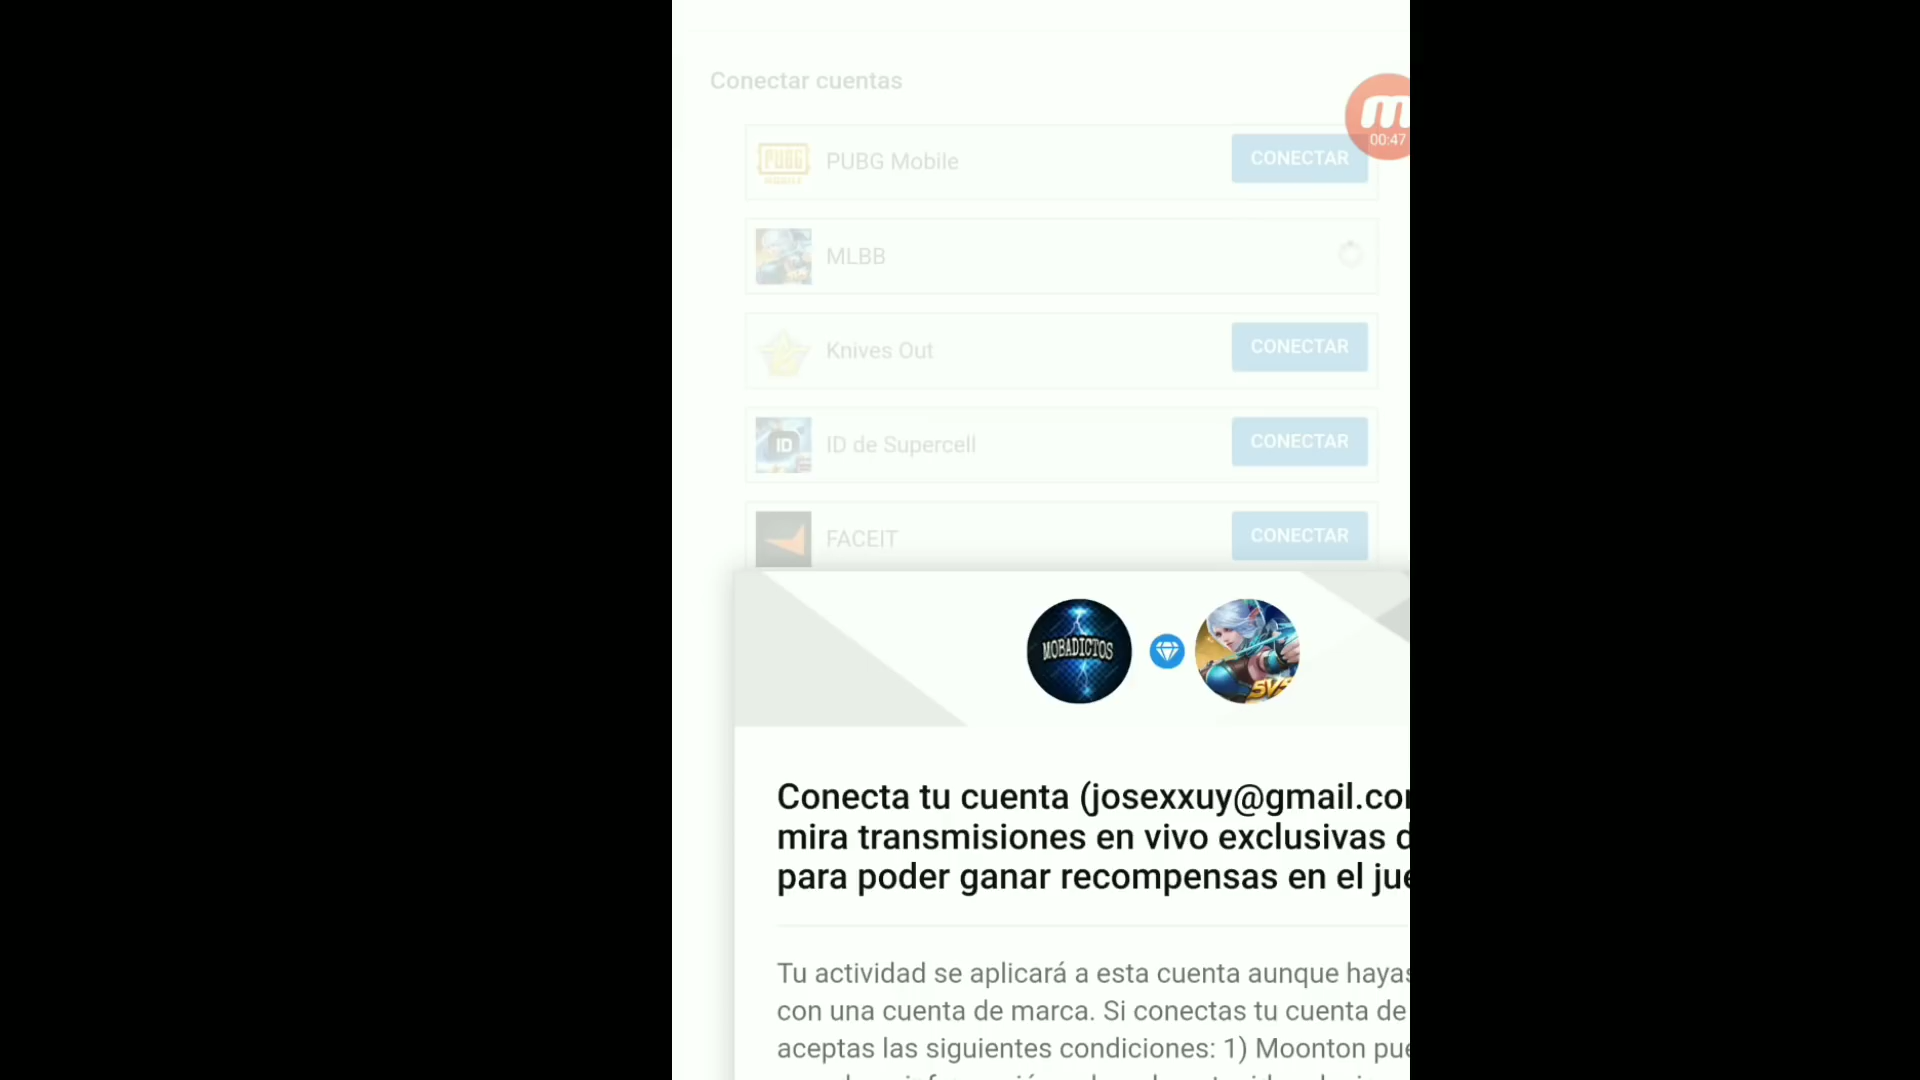 Conectar cuentas
00:47
PUBG
MOBILE
PUBG Mobile
CONECTAR
MLBB
Knives Out
CONECTAR
ID
ID de Supercell
CONECTAR
FACEIT
CONECTAR
MOBADICTOS
Conecta tu cuenta (josexxuy@gmail.co
mira transmisiones en vivo exclusivas
para poder ganar recompensas en el
Tu actividad se aplicará a esta cuenta aunque
con una cuenta de marca. Si conectas tu cuenta de
aceptas las siguientes condiciones: 1) Moonton